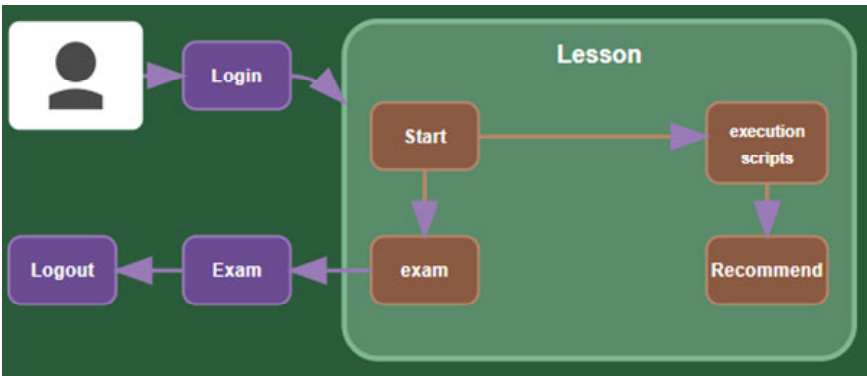 Lesson
Login
Start
execution
scripts
Logout
Exam
exam
Recommend